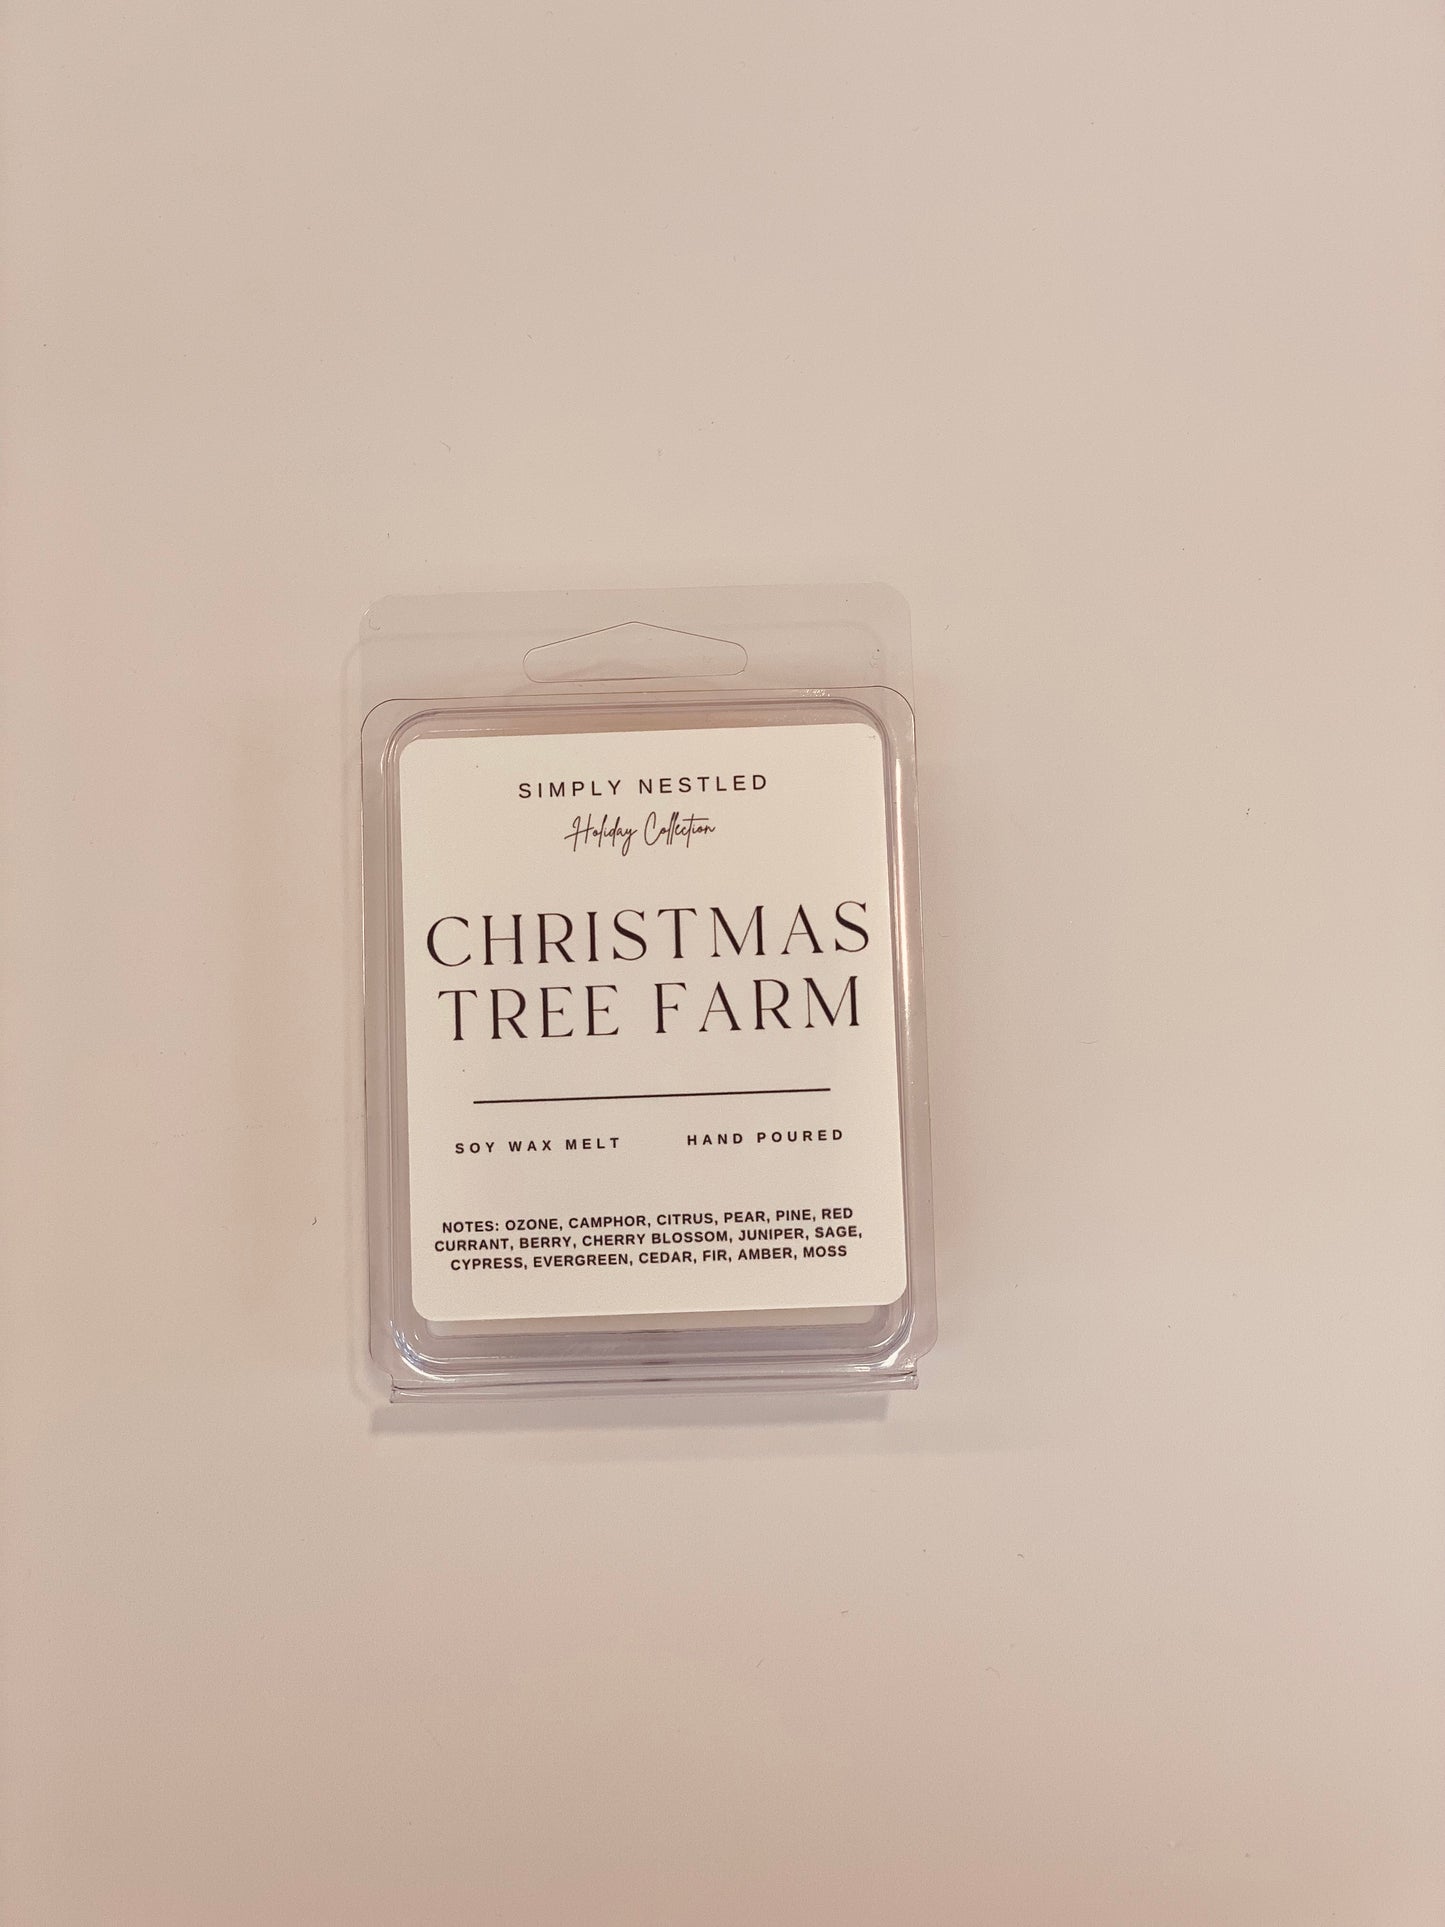 SIMPLY NESTLED
Holiday Collection
CHRISTMAS
TREE FARM
SOY WAX MELT HAND POURED
NOTES: OZONE, CAMPHOR, CITRUS, PEAR, PINE, RED
CURRANT, BERRY, CHERRY BLOSSOM, JUNIPER, SAGE,
CYPRESS, EVERGREEN, CEDAR, FIR, AMBER, MOSS